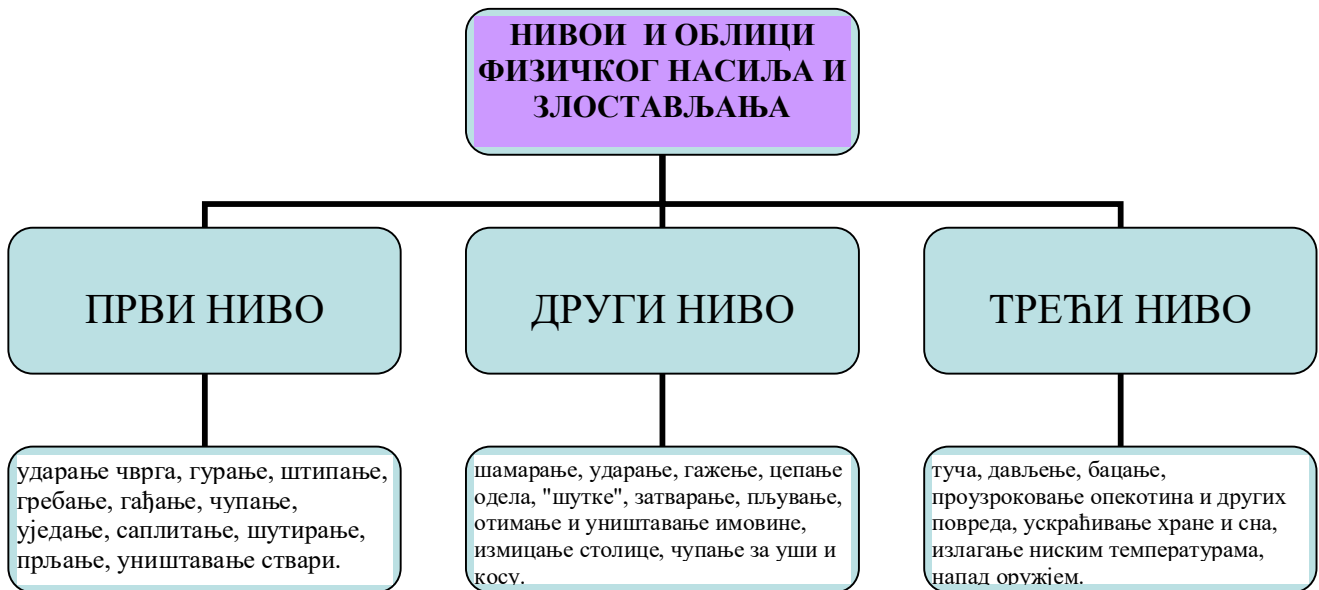 НИВОИ И ОБЛИЦИ
ФИЗИЧКОГ НАСИЉА И
ЗЛОСТАВЉАЊА
ПРВИ НИВО
ДРУГИ НИВО
ТРЕЋИ НИВО
ударање чврга, гурање, штипање,
гребање, гађање, чупање,
уједање, саплитање, шутирање,
прљање, уништавање ствари.
шамарање, ударање, гажење, цепање
одела, "шутке", затварање, пљување,
отимање и уништавање имовине,
измицање столице, чупање за уши и
косу.
туча, дављење, бацање,
проузроковање опекотина и других
повреда, ускраћивање хране и сна,
излагање ниским температурама,
напад оружјем.